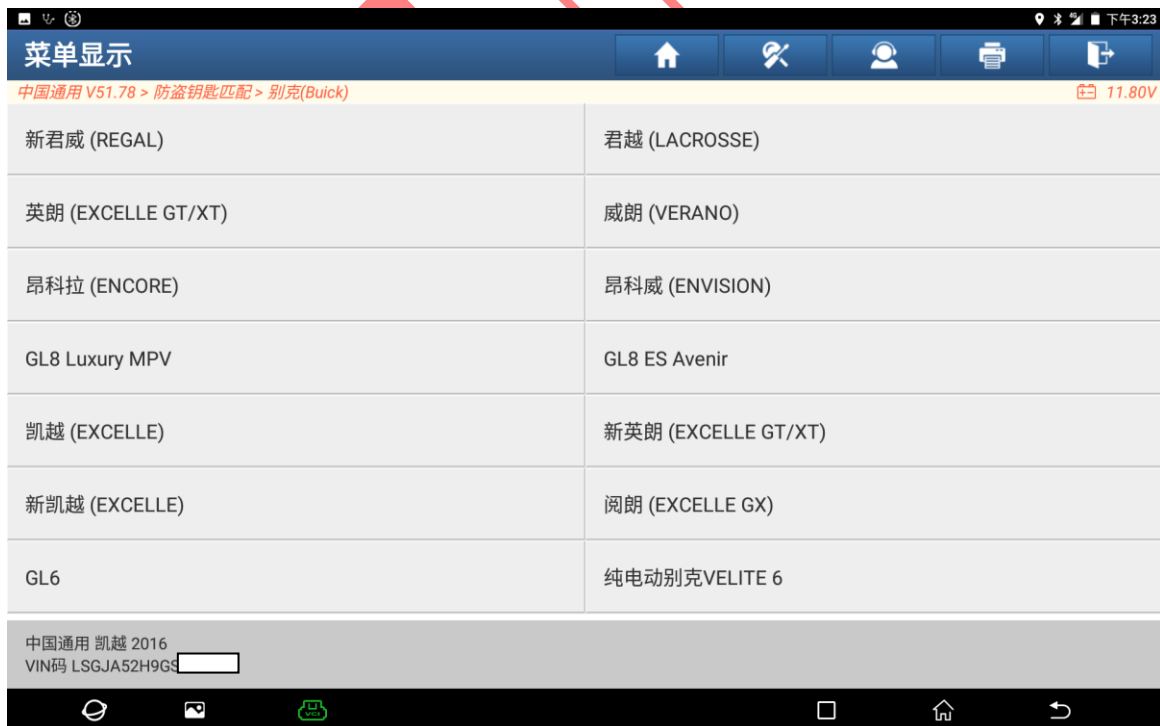 下午3:23
菜单显示
中国通用 V51.78 > 防盗钥匙匹配 > 别克(Buick)
11.80V
新君威 (REGAL)
君越 (LACROSSE)
英朗 (EXCELLE GT/XT)
威朗 (VERANO)
昂科拉 (ENCORE)
昂科威 (ENVISION)
GL8 Luxury MPV
GL8 ES Avenir
凯越 (EXCELLE)
新英朗 (EXCELLE GT/XT)
新凯越 (EXCELLE)
阅朗 (EXCELLE GX)
GL6
纯电动别克VELITE 6
中国通用 凯越 2016
VIN码 LSGJA52H9GS
VCI